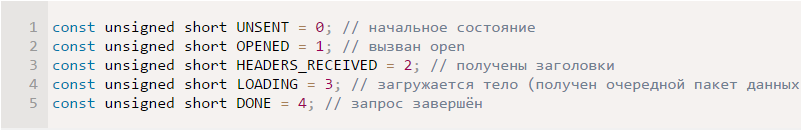 1 const unsigned short UNSENT = 0; // начальное состояние
2 const unsigned short OPENED = 1; // вызван open
3 const unsigned short HEADERS_RECEIVED = 2; // получены заголовки
4 const unsigned short LOADING = 3; // загружается тело (получен очередной пакет данных
5 const unsigned short DONE = 4; // запрос завершён